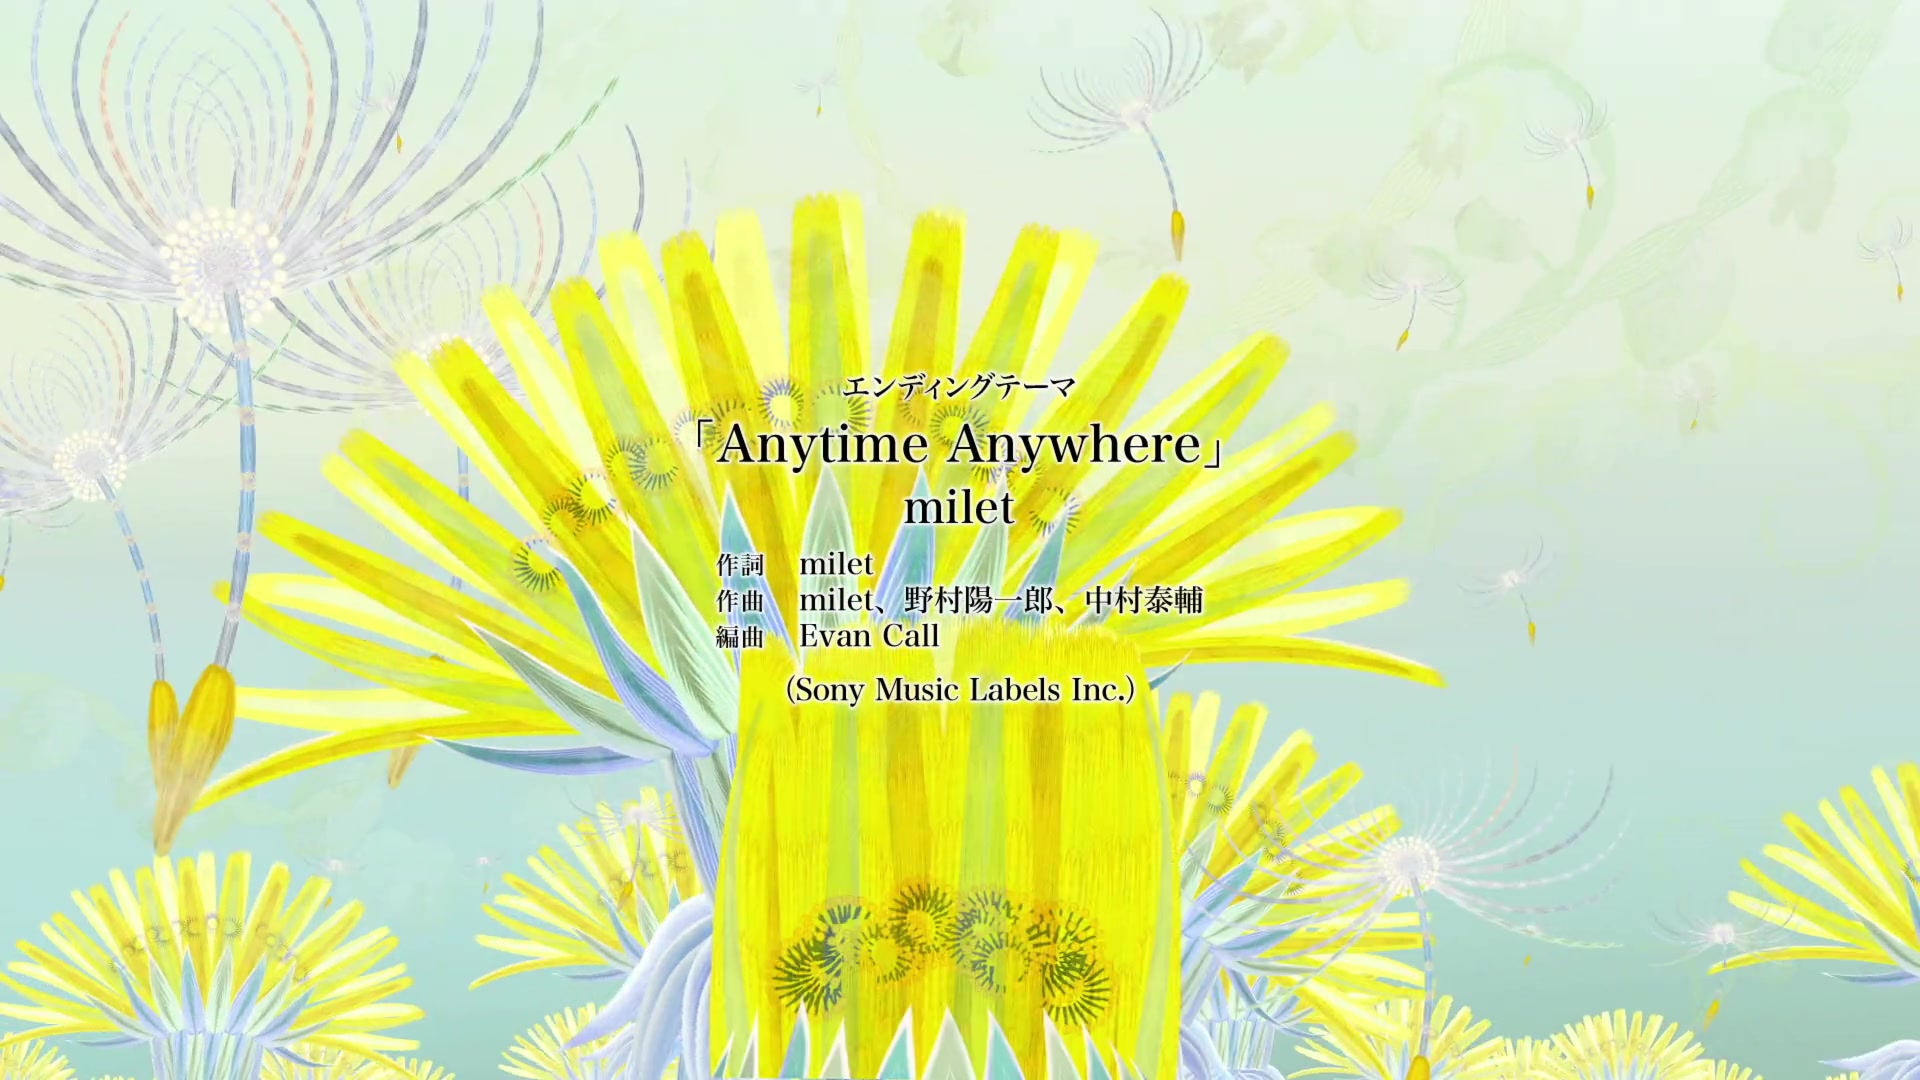 エンディングテーマ
「Anytime Anywhere」
milet
作詞 milet
作曲 milet、野村陽一郎、中村泰輔
編曲 Evan Call
(Sony Music Labels Inc.)